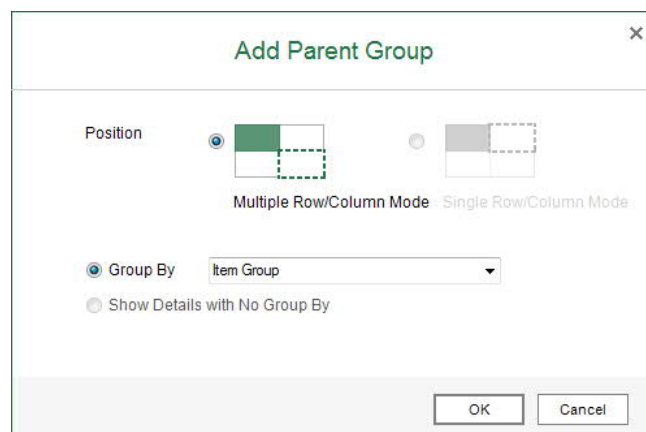 Add Parent Group
Position
Multiple Row/Column Mode Single Row/Column Mode
Group By Item Group
Show Details with No Group By
OK Cancel